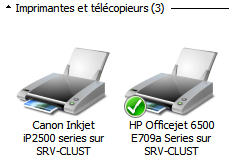 Imprimantes et télécopieurs (3)
Canon Inkjet
iP2500 series sur
SRV-CLUST
HP Officejet 6500
E709a Series sur
SRV-CLUST